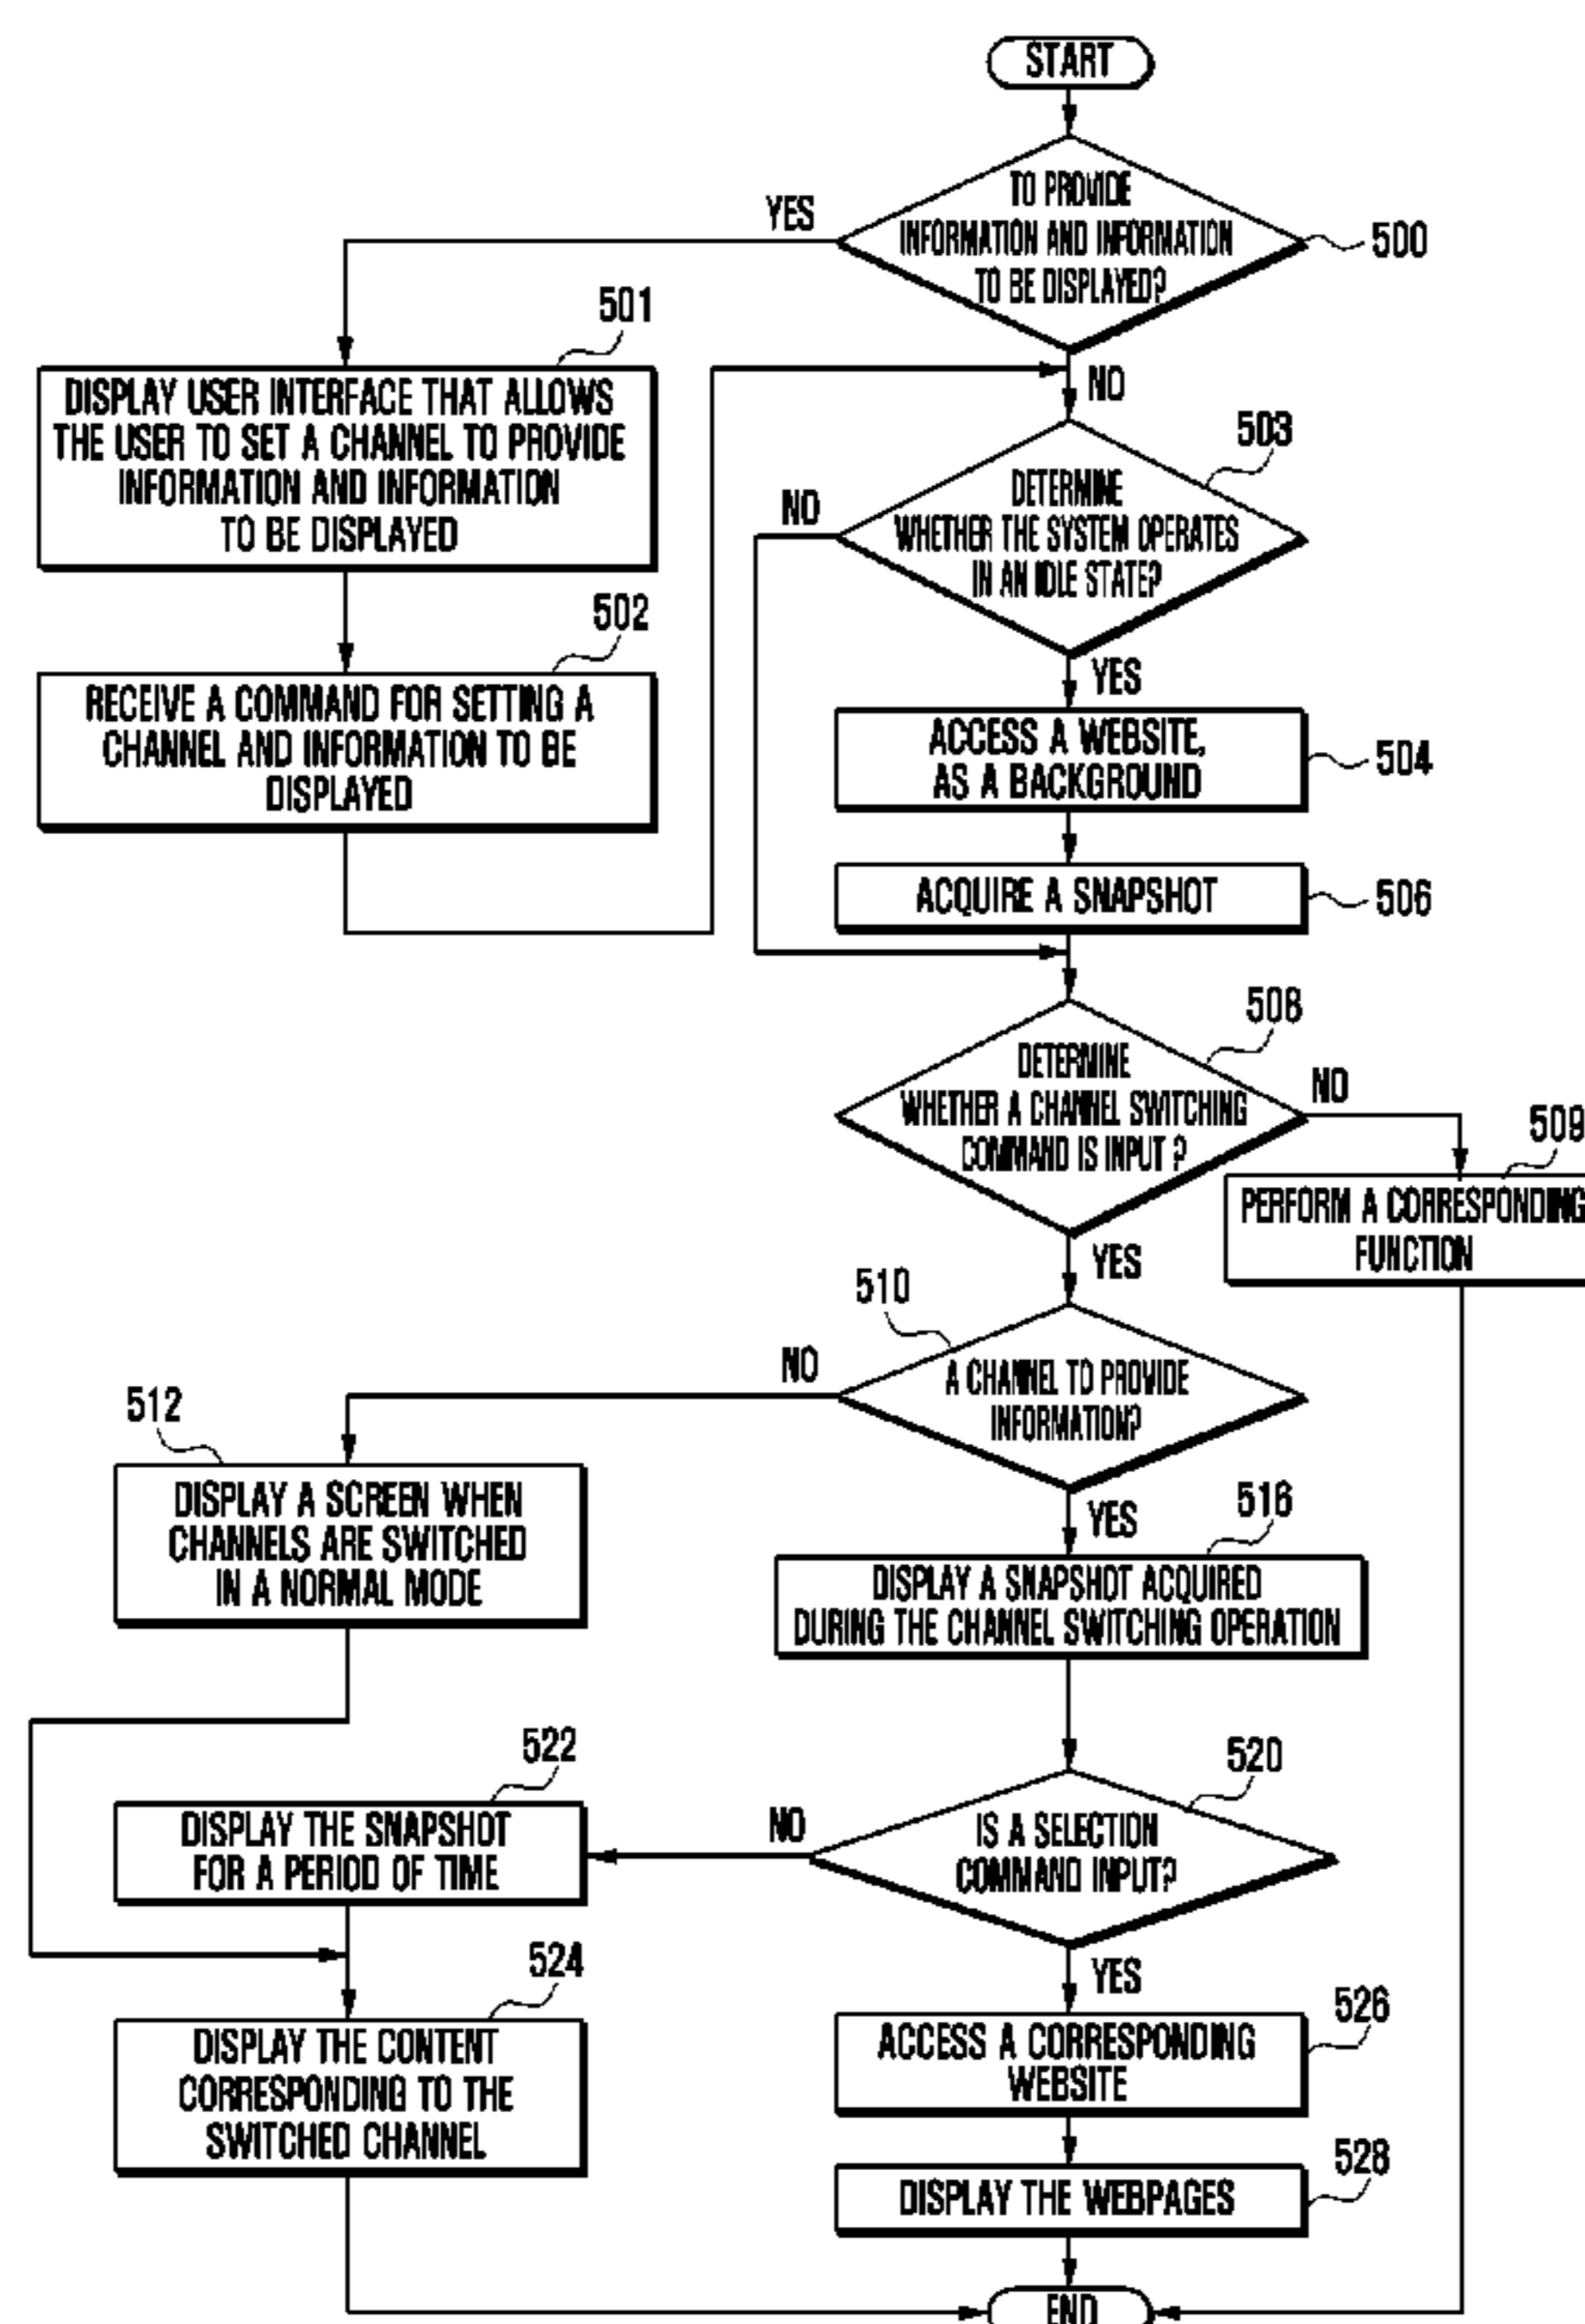 START
TO PROVIDE
INFORMATION AND INFORMATION
TO BE DISPLAYED?
500
YES
NO
501
DISPLAY USER INTERFACE THAT ALLOWS
THE USER TO SET A CHANNEL TO PROVIDE
INFORMATION AND INFORMATION
TO BE DISPLAYED
502
RECEIVE A COMMAND FOR SETTING A
CHANNEL AND INFORMATION TO BE
DISPLAYED
503
DETERMINE
WHETHER THE SYSTEM OPERATES
IN AN IDLE STATE?
NO
YES
ACCESS A WEBSITE,
AS A BACKGROUND
504
ACQUIRE A SNAPSHOT
506
508
DETERMINE
WHETHER A CHANNEL SWITCHING
COMMAND IS INPUT ?
NO
509
PERFORM A CORRESPONDING
FUNCTION
YES
510
A CHANNEL TO PROVIDE
INFORMATION?
NO
512
DISPLAY A SCREEN WHEN
CHANNELS ARE SWITCHED
IN A NORMAL MODE
YES
516
DISPLAY A SNAPSHOT ACQUIRED
DURING THE CHANNEL SWITCHING OPERATION
520
IS A SELECTION
COMMAND INPUT?
NO
522
DISPLAY THE SNAPSHOT
FOR A PERIOD OF TIME
524
DISPLAY THE CONTENT
CORRESPONDING TO THE
SWITCHED CHANNEL
YES
526
ACCESS A CORRESPONDING
WEBSITE
528
DISPLAY THE WEBPAGES
END